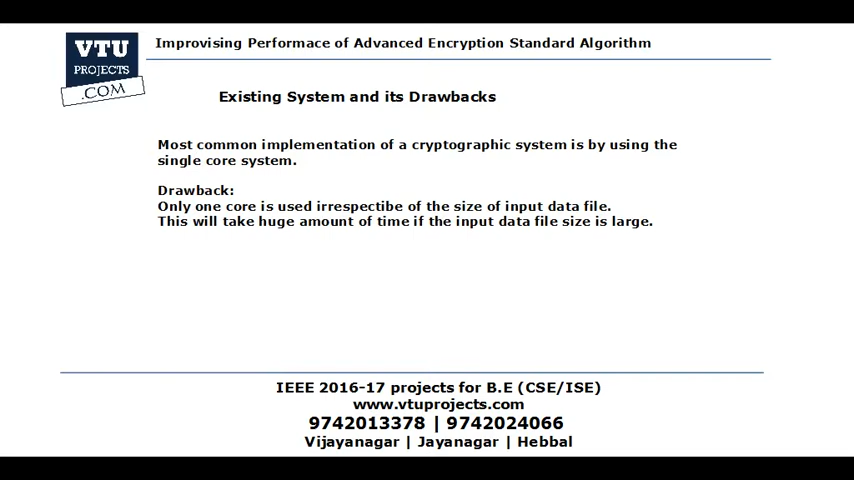 VTU
PROJECTS
.COM
Improvising Performace of Advanced Encryption Standard Algorithm
Existing System and its Drawbacks
Most common implementation of a cryptographic system is by using the
single core system.
Drawback:
Only one core is used irrespectibe of the size of input data file.
This will take huge amount of time if the input data file size is large.
IEEE 2016-17 projects for B.E (CSE/ISE)
www.vtuprojects.com
9742013378 | 9742024066
Vijayanagar | Jayanagar | Hebbal